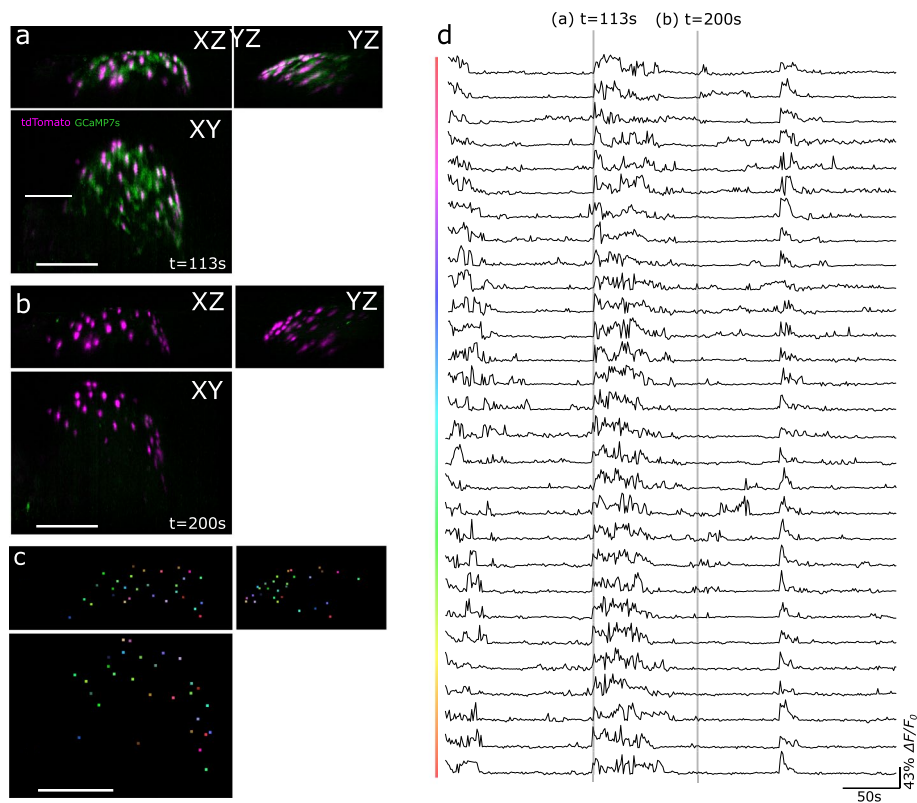 a
XZ
YZ
YZ
tdTomato GCaMP7s
XY
t=113s
b
XZ
YZ
XY
t=200s
c
d
(a) t=113s (b) t=200s
43% ΔF/F₀
50s